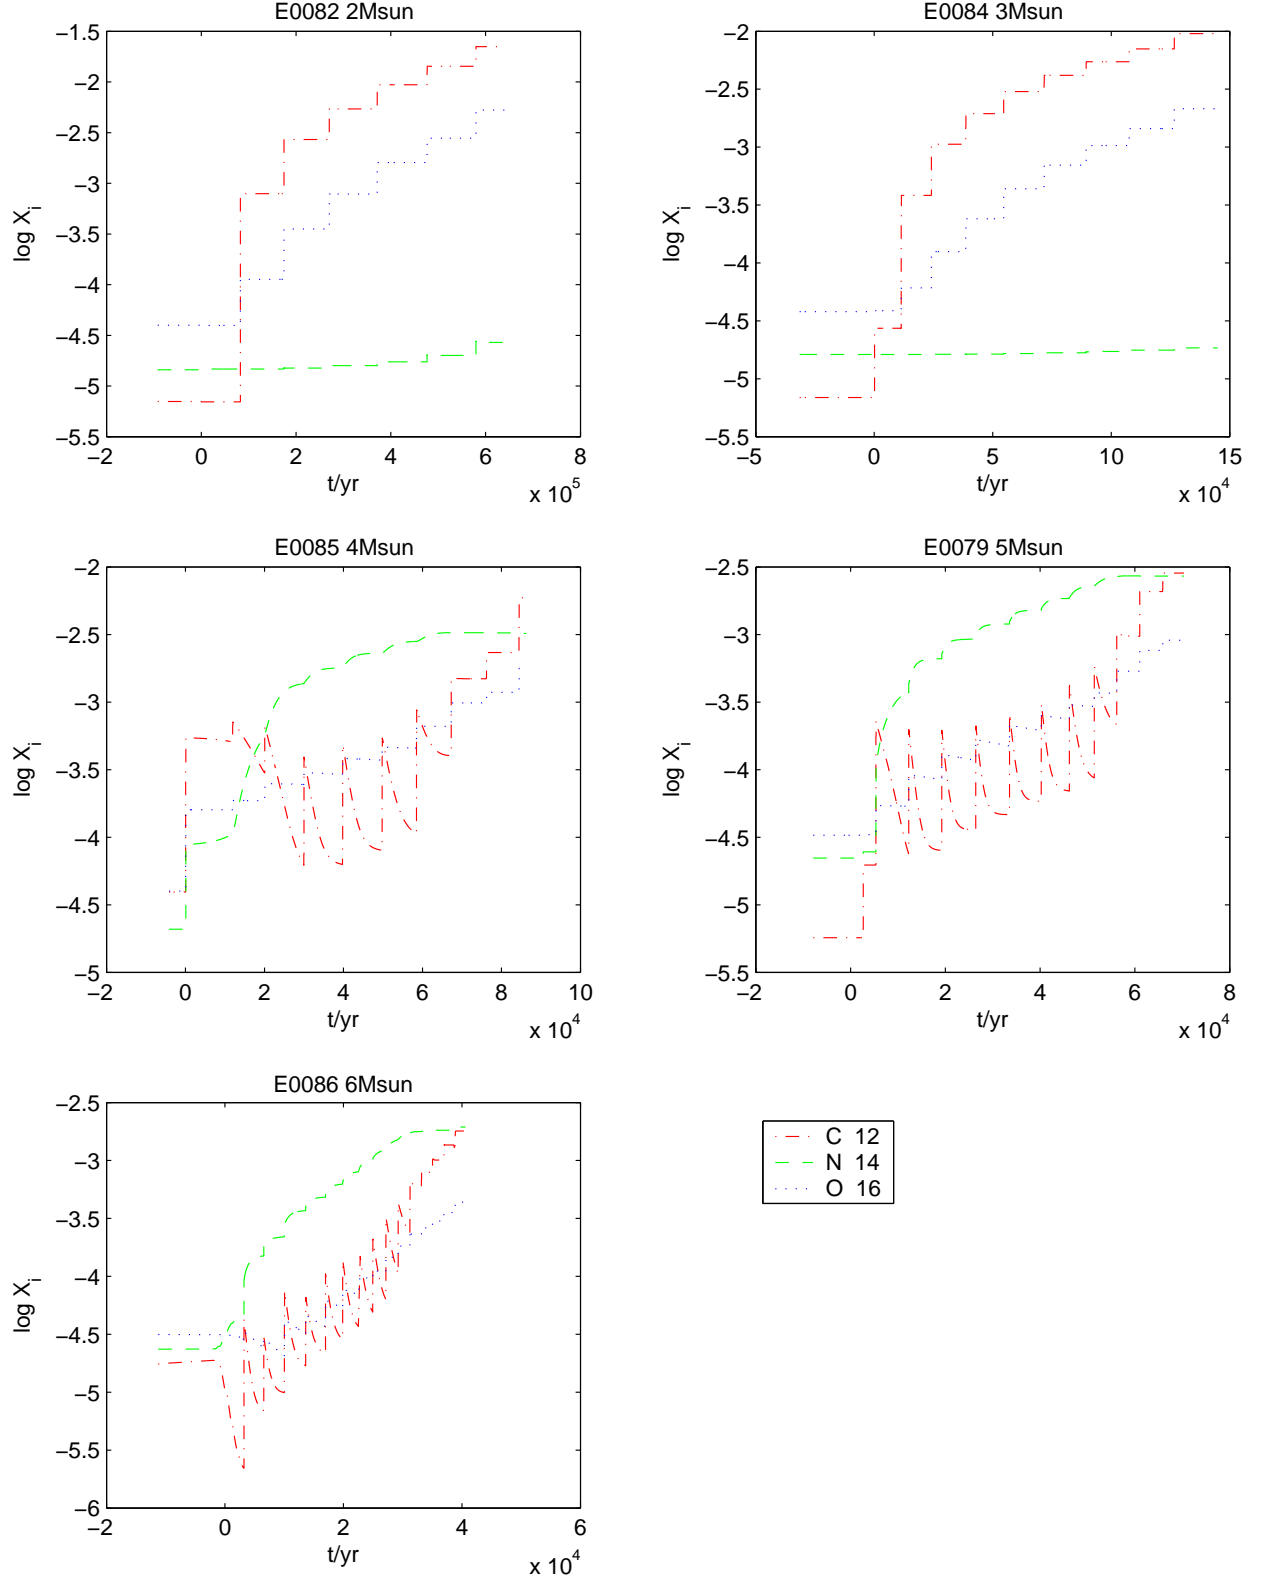 E0082 2Msun
−1.5
−2
−2.5
−3
−3.5
−4
−4.5
−5
−5.5
log X_i
−2 0 2 4 6 8
t/yr
x 10^5
E0084 3Msun
−2
−2.5
−3
−3.5
−4
−4.5
−5
−5.5
log X_i
−5 0 5 10 15
t/yr
x 10^4
E0085 4Msun
−2
−2.5
−3
−3.5
−4
−4.5
−5
log X_i
−2 0 2 4 6 8 10
t/yr
x 10^4
E0079 5Msun
−2.5
−3
−3.5
−4
−4.5
−5
−5.5
log X_i
−2 0 2 4 6 8
t/yr
x 10^4
E0086 6Msun
−2.5
−3
−3.5
−4
−4.5
−5
−5.5
−6
log X_i
−2 0 2 4 6
t/yr
x 10^4
C 12
N 14
O 16